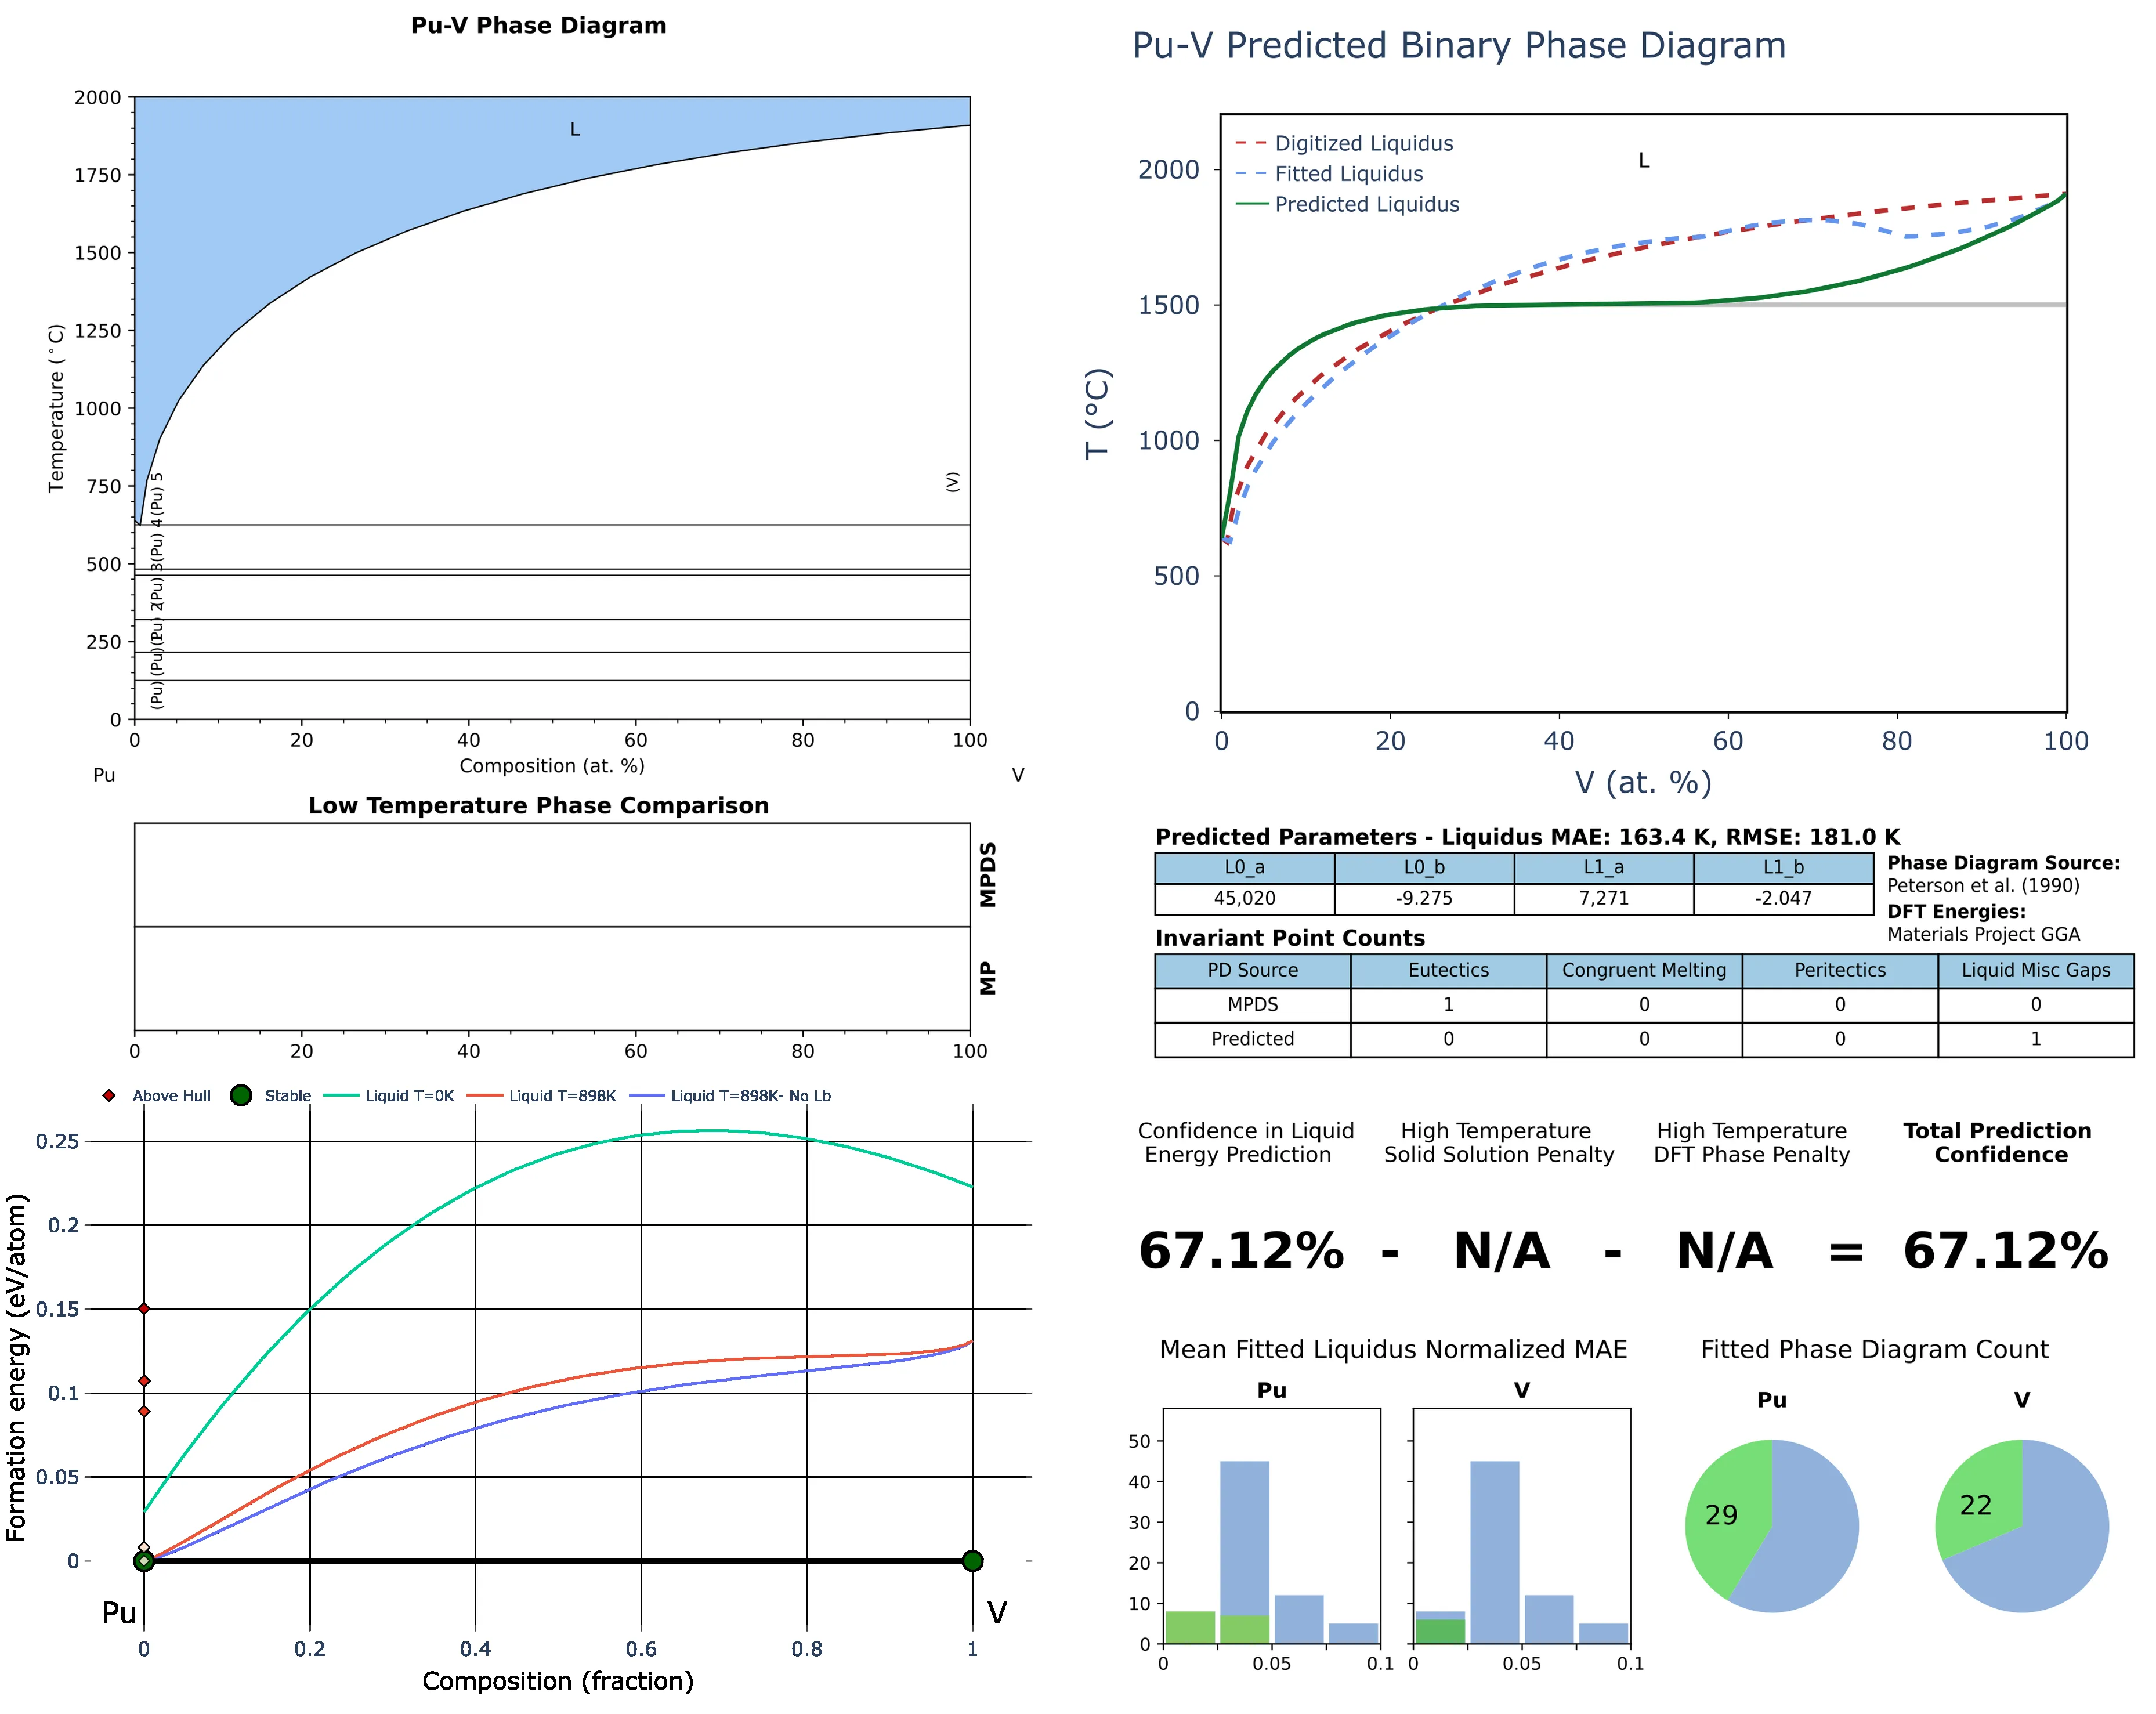 Pu-V Phase Diagram
2000
1750
1500
1250
1000
750
500
250
0
Temperature (°C)
L
(V)
(Pu) 5
(Pu) 4
(Pu) 3
(Pu) 2
(Pu) 1
(Pu)
0 20 40 60 80 100
Composition (at. %)
Pu V
Low Temperature Phase Comparison
MPDS
MP
0 20 40 60 80 100
Above Hull Stable Liquid T=0K Liquid T=898K Liquid T=898K- No Lb
0.25
0.2
0.15
0.1
0.05
0
Formation energy (eV/atom)
Pu V
0 0.2 0.4 0.6 0.8 1
Composition (fraction)
Pu-V Predicted Binary Phase Diagram
Digitized Liquidus
Fitted Liquidus
Predicted Liquidus
L
2000
1500
1000
500
0
T (°C)
0 20 40 60 80 100
V (at. %)
Predicted Parameters - Liquidus MAE: 163.4 K, RMSE: 181.0 K
L0_a L0_b L1_a L1_b
45,020 -9.275 7,271 -2.047
Phase Diagram Source:
Peterson et al. (1990)
DFT Energies:
Materials Project GGA
Invariant Point Counts
PD Source Eutectics Congruent Melting Peritectics Liquid Misc Gaps
MPDS 1 0 0 0
Predicted 0 0 0 1
Confidence in Liquid
Energy Prediction
High Temperature
Solid Solution Penalty
High Temperature
DFT Phase Penalty
Total Prediction
Confidence
67.12% - N/A - N/A = 67.12%
Mean Fitted Liquidus Normalized MAE
Pu V
50
40
30
20
10
0
0 0.05 0.1 0 0.05 0.1
Fitted Phase Diagram Count
Pu V
29 22